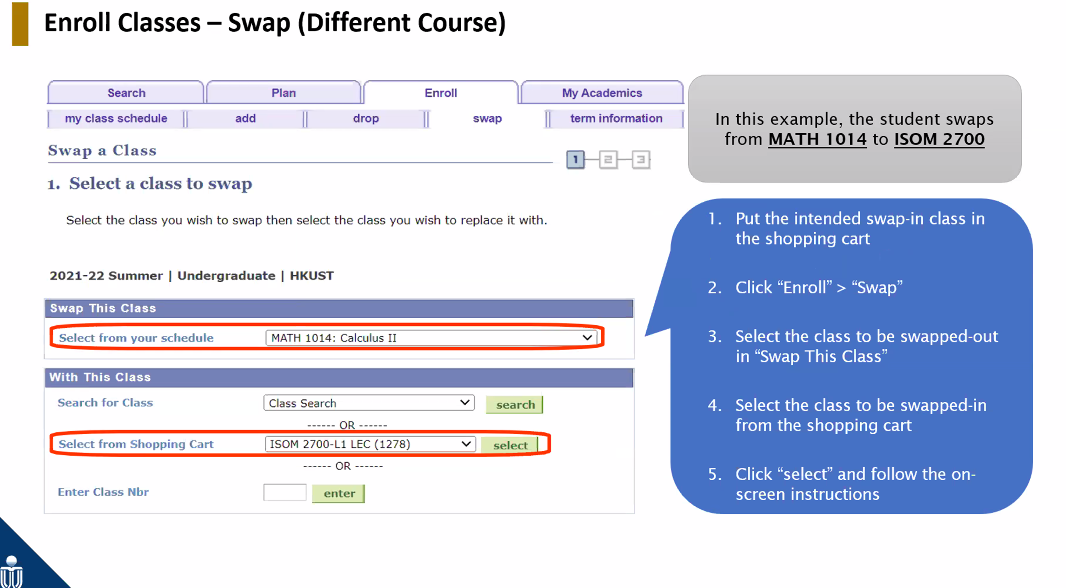 Enroll Classes – Swap (Different Course)
Search
Plan
Enroll
My Academics
my class schedule
add
drop
swap
term information
Swap a Class
1
2
3
1. Select a class to swap
Select the class you wish to swap then select the class you wish to replace it with.
2021-22 Summer | Undergraduate | HKUST
Swap This Class
Select from your schedule
MATH 1014: Calculus II
With This Class
Search for Class
Class Search
search
------ OR ------
Select from Shopping Cart
ISOM 2700-L1 LEC (1278)
select
------ OR ------
Enter Class Nbr
enter
In this example, the student swaps
from MATH 1014 to ISOM 2700
1. Put the intended swap-in class in
the shopping cart
2. Click “Enroll” > “Swap”
3. Select the class to be swapped-out
in “Swap This Class”
4. Select the class to be swapped-in
from the shopping cart
5. Click “select” and follow the on-
screen instructions